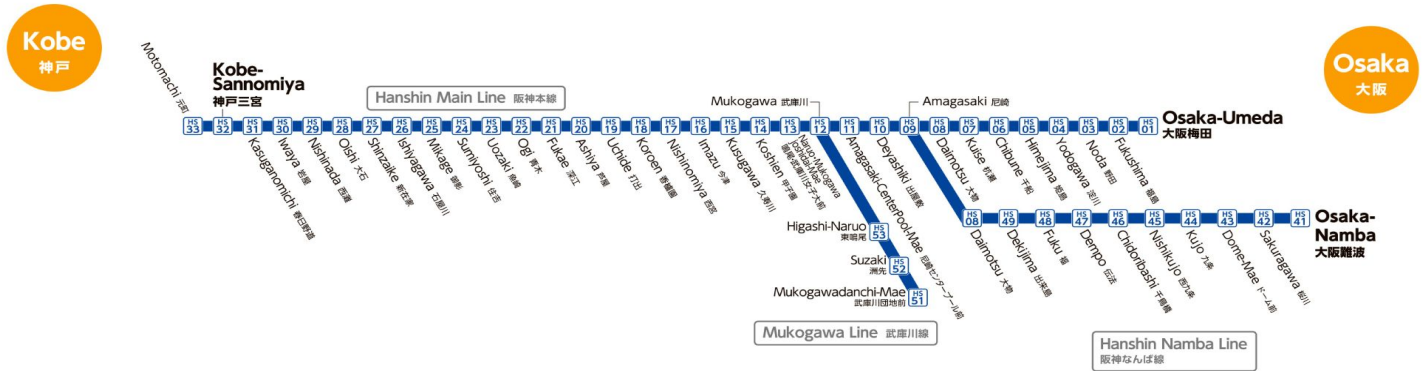 Kobe
神戸
Osaka
大阪
Hanshin Main Line 阪神本線
Motomachi 元町
HS 33
Kobe-
Sannomiya
神戸三宮
HS 32
HS 31
Kasuganomichi 春日野道
HS 30
Iwaya 岩屋
HS 29
Nishinada 西灘
HS 28
Oishi 大石
HS 27
Shinzaike 新在家
HS 26
Ishiyagawa 石屋川
HS 25
Mikage 御影
HS 24
Sumiyoshi 住吉
HS 23
Uozaki 魚崎
HS 22
Ogi 青木
HS 21
Fukae 深江
HS 20
Ashiya 芦屋
HS 19
Uchide 打出
HS 18
Koroen 香櫨園
HS 17
Nishinomiya 西宮
HS 16
Imazu 今津
HS 15
Kusugawa 久寿川
HS 14
Koshien 甲子園
HS 13
Naruo-Mukogawa
Joshidai-Mae
鳴尾・武庫川女子大前
Mukogawa 武庫川
HS 12
HS 11
Amagasaki-CenterPool-Mae 尼崎センタープール前
HS 10
Deyashiki 出屋敷
Amagasaki 尼崎
HS 09
HS 08
Daimotsu 大物
HS 07
Kuise 杭瀬
HS 06
Chibune 千船
HS 05
Himejima 姫島
HS 04
Yodogawa 淀川
HS 03
Noda 野田
HS 02
Fukushima 福島
HS 01
Osaka-Umeda
大阪梅田
Higashi-Naruo
東鳴尾
HS 53
Suzaki
洲先
HS 52
Mukogawadanchi-Mae
武庫川団地前
HS 51
Mukogawa Line 武庫川線
HS 08
Daimotsu 大物
HS 49
Dekijima 出来島
HS 48
Fuku 福
HS 47
Dempo 伝法
HS 46
Chidoribashi 千鳥橋
HS 45
Nishikujo 西九条
HS 44
Kujo 九条
HS 43
Dome-Mae ドーム前
HS 42
Sakuragawa 桜川
HS 41
Osaka-
Namba
大阪難波
Hanshin Namba Line
阪神なんば線